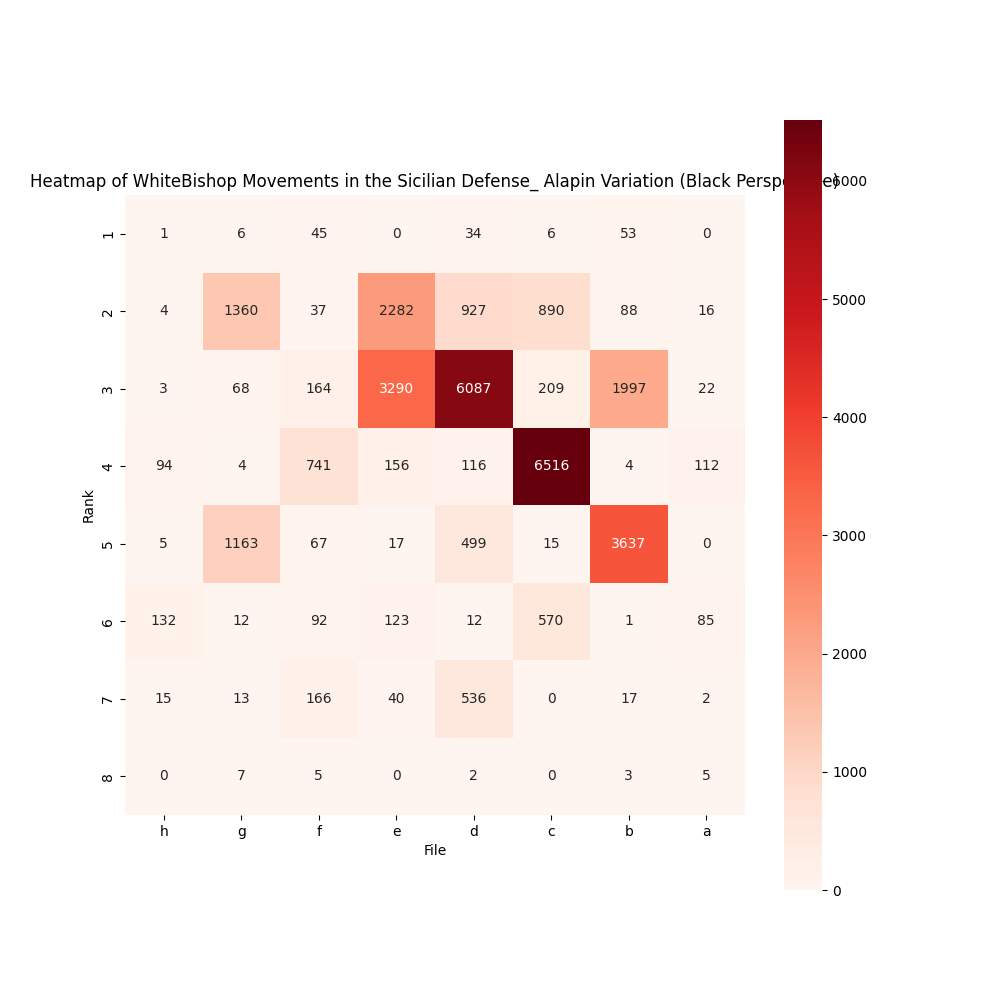 Heatmap of WhiteBishop Movements in the Sicilian Defense_ Alapin Variation (Black Persp e)
6000
1 1 6 45 0 34 6 53 0
2 4 1360 37 2282 927 890 88 16
5000
3 3 68 164 3290 6087 209 1997 22
4000
4 94 4 741 156 116 6516 4 112
Rank
3000
5 5 1163 67 17 499 15 3637 0
6 132 12 92 123 12 570 1 85
2000
7 15 13 166 40 536 0 17 2
1000
8 0 7 5 0 2 0 3 5
h g f e d c b a
File
0